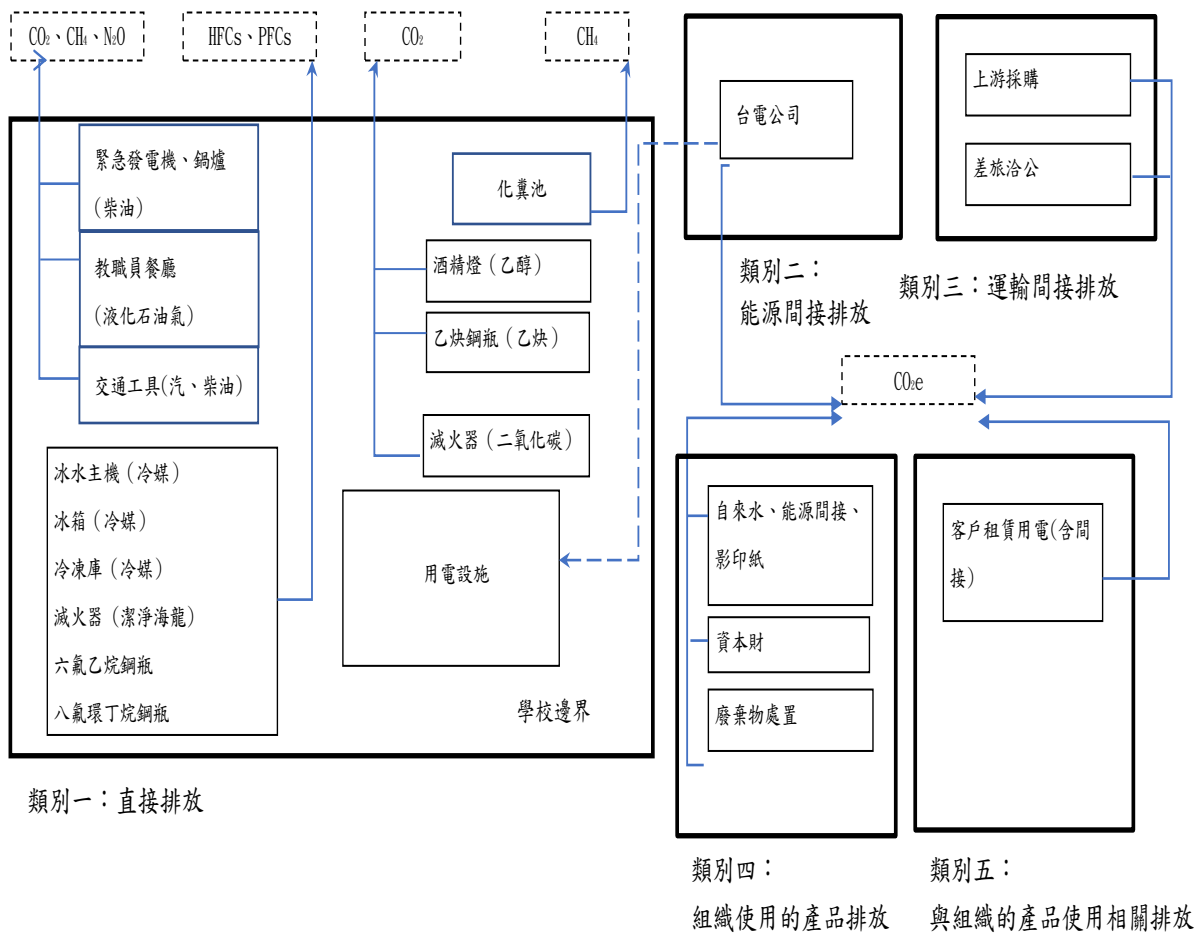 CO₂、CH₄、N₂O
HFCs、PFCs
CO₂
CH₄
緊急發電機、鍋爐
(柴油)
教職員餐廳
(液化石油氣)
交通工具(汽、柴油)
冰水主機（冷媒）
冰箱（冷媒）
冷凍庫（冷媒）
滅火器（潔淨海龍）
六氟乙烷鋼瓶
八氟環丁烷鋼瓶
化糞池
酒精燈（乙醇）
乙炔鋼瓶（乙炔）
滅火器（二氧化碳）
用電設施
學校邊界
類別一：直接排放
台電公司
類別二：
能源間接排放
上游採購
差旅洽公
類別三：運輸間接排放
CO₂e
自來水、能源間接、
影印紙
資本財
廢棄物處置
類別四：
組織使用的產品排放
客戶租賃用電(含間
接)
類別五：
與組織的產品使用相關排放